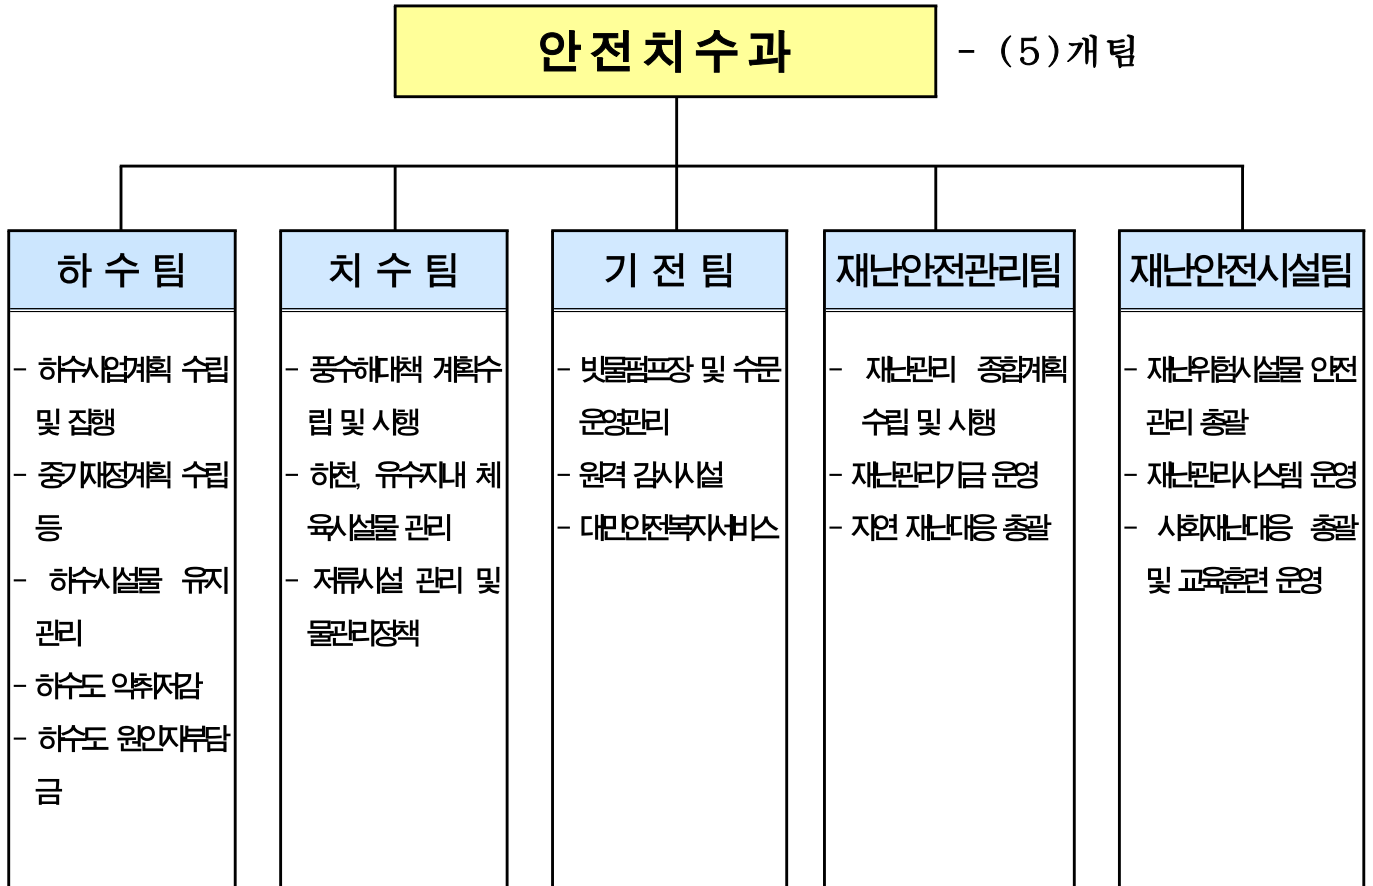 안전치수과
- (5)개팀
하 수 팀
- 하수사업계획 수립
및 집행
- 중기재정계획 수립
등
- 하수시설물 유지
관리
- 하수도 악취저감
- 하수도 원인자부담
금
치 수 팀
- 풍수해대책 계획수
립 및 시행
- 하천, 유수지내 체
육시설물 관리
- 저류시설 관리 및
물관리정책
기 전 팀
- 빗물펌프장 및 수문
운영관리
- 원격 감시시설
- 대민안전복지서비스
재난안전관리팀
- 재난관리 종합계획
수립 및 시행
- 재난관리기금 운영
- 자연 재난대응 총괄
재난안전시설팀
- 재난위험시설물 안전
관리 총괄
- 재난관리시스템 운영
- 사회재난대응 총괄
및 교육훈련 운영